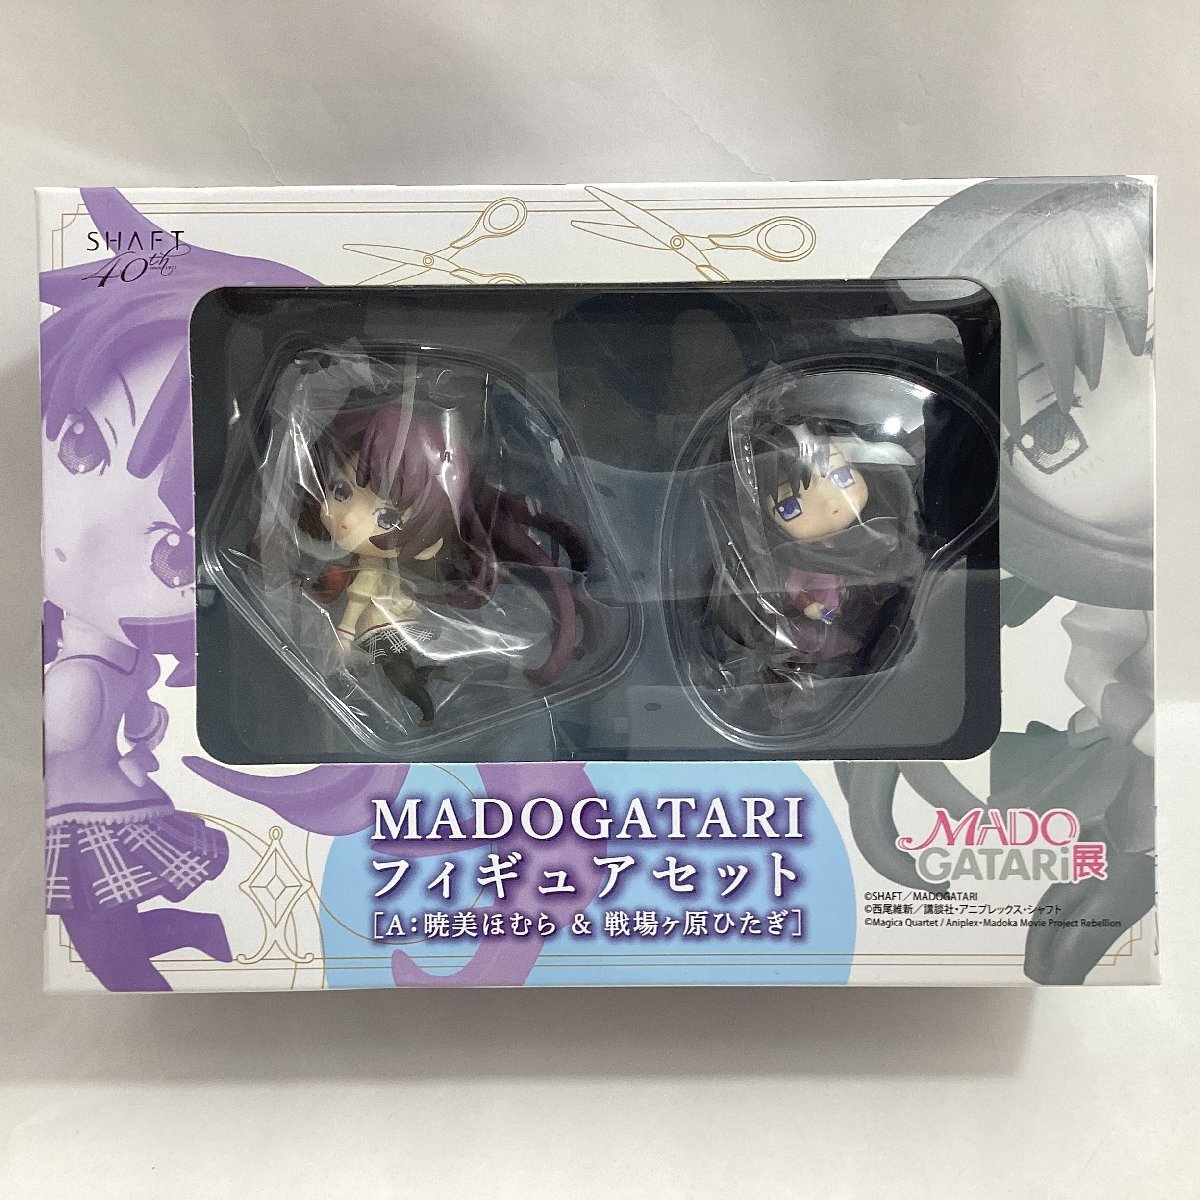 SHAFT
40th
MADOGATARI
フィギュアセット
[A:暁美ほむら & 戦場ヶ原ひたぎ]
MADO
GATARi展
©SHAFT／MADOGATARI
©西尾維新／講談社・アニプレックス・シャフト
©Magica Quartet / Aniplex・Madoka Movie Project Rebellion